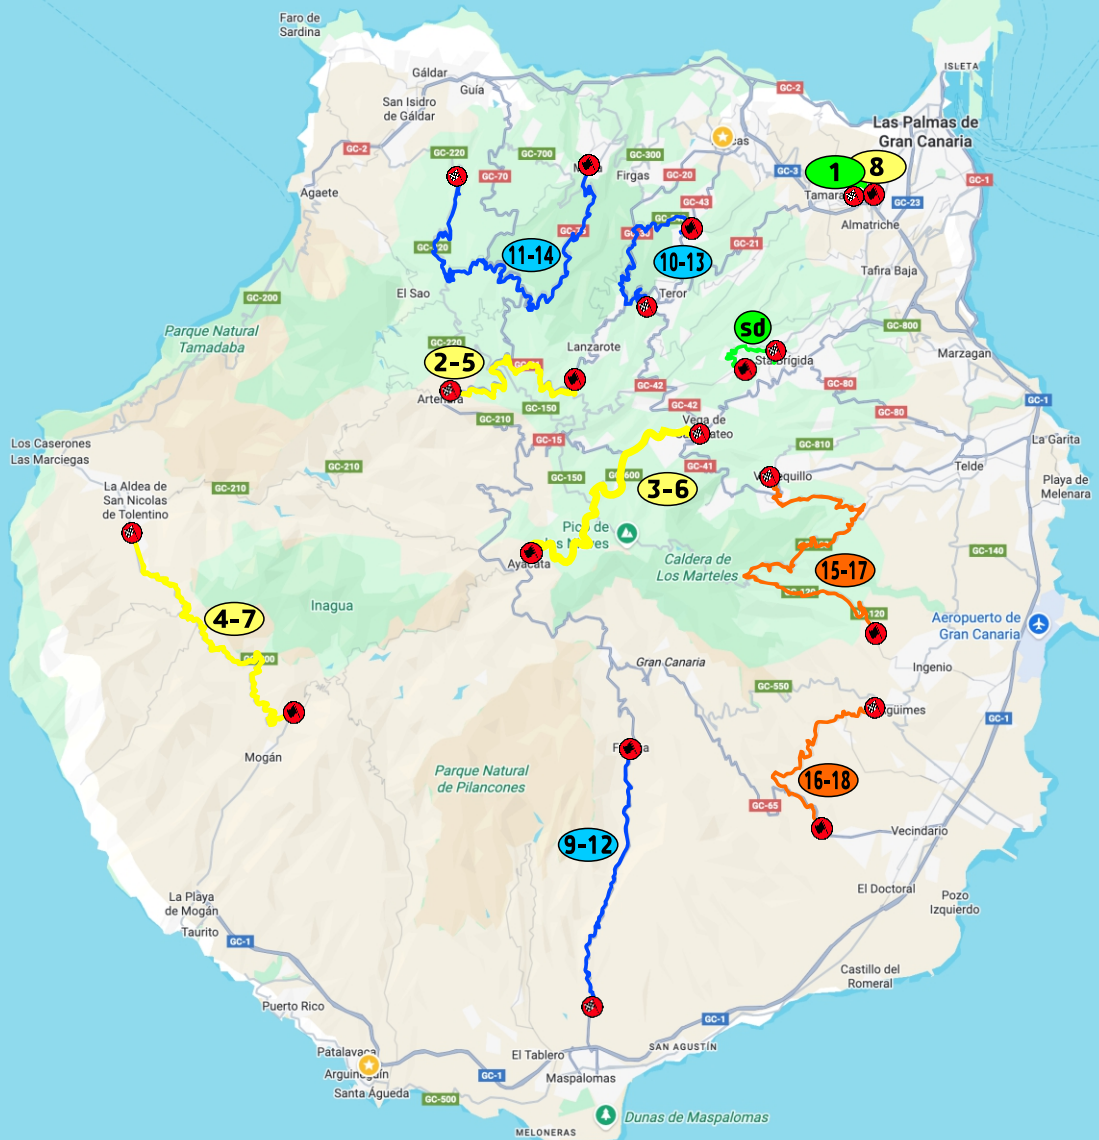 Faro de
Sardina
ISLETA
Gáldar
Guía
GC-2
San Isidro
de Gáldar
Las Palmas de
Gran Canaria
GC-2
GC-220
GC-700
GC-300
1
8
GC-70
Firgas
GC-20
GC-3
GC-1
Agaete
GC-43
GC-23
Almatriche
11-14
10-13
GC-21
Tafira Baja
El Sao
GC-200
Teror
Parque Natural
Tamadaba
sd
GC-800
GC-220
Lanzarote
Marzagan
2-5
GC-42
GC-80
GC-1
GC-150
GC-42
GC-80
GC-210
Vega de
GC-15
GC-810
La Garita
Los Caserones
Las Marciegas
GC-210
GC-41
Telde
GC-150
Playa de
Melenara
La Aldea de
San Nicolas
de Tolentino
GC-210
3-6
Ayacata
Caldera de
Los Marteles
GC-140
15-17
Inagua
4-7
GC-120
Aeropuerto de
Gran Canaria
Gran Canaria
Ingenio
GC-550
GC-1
Mogán
Parque Natural
de Pilancones
16-18
GC-65
Vecindario
9-12
El Doctoral
Pozo
Izquierdo
La Playa
de Mogán
Taurito
GC-1
Castillo del
Romeral
Puerto Rico
GC-1
SAN AGUSTÍN
Patalavaca
El Tablero
GC-1
Maspalomas
Santa Águeda
GC-500
Dunas de Maspalomas
MELONERAS